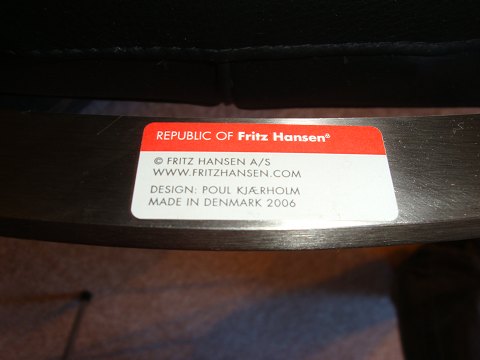 REPUBLIC OF Fritz Hansen®
© FRITZ HANSEN A/S
WWW.FRITZHANSEN.COM
DESIGN: POUL KJÆRHOLM
MADE IN DENMARK 2006